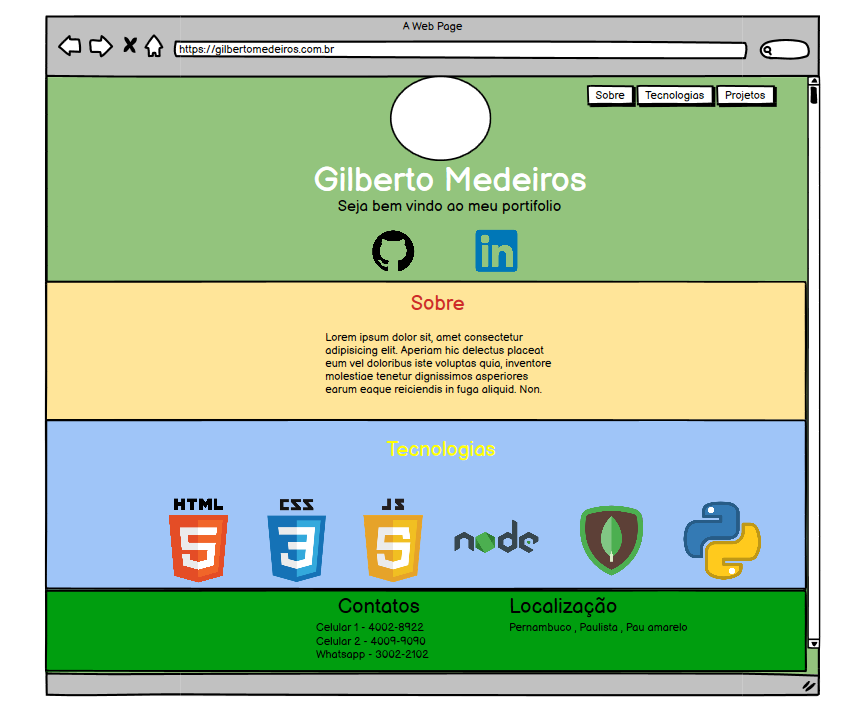 A Web Page
https://gilbertomedeiros.com.br
Sobre Tecnologias Projetos
Gilberto Medeiros
Seja bem vindo ao meu portifolio
in
Sobre
Lorem ipsum dolor sit, amet consectetur
adipisicing elit. Aperiam hic delectus placeat
eum vel doloribus iste voluptas quia, inventore
molestiae tenetur dignissimos asperiores
earum eaque reiciendis in fuga aliquid. Non.
Tecnologias
HTML CSS JS
5 3 5 node
Contatos
Celular 1 - 4002-8922
Celular 2 - 4009-9090
Whatsapp - 3002-2102
Localização
Pernambuco , Paulista , Pau amarelo